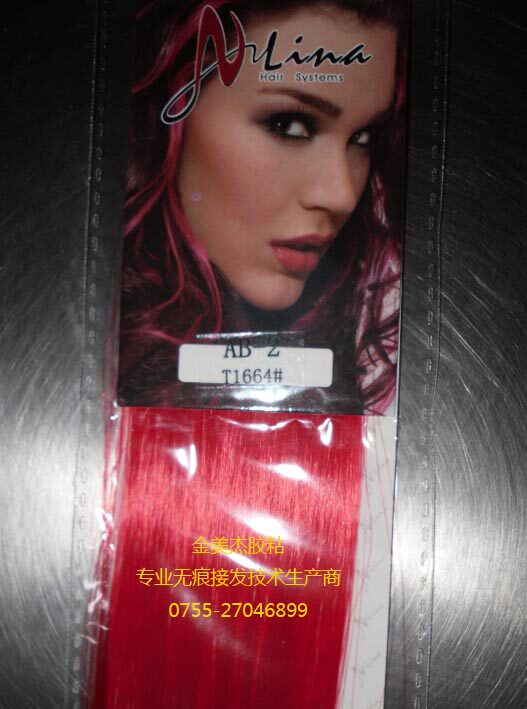 NuLina
Hair Systems
AB 2
T1664#
金美杰胶粘
专业无痕接发技术生产商
0755-27046899
Lina